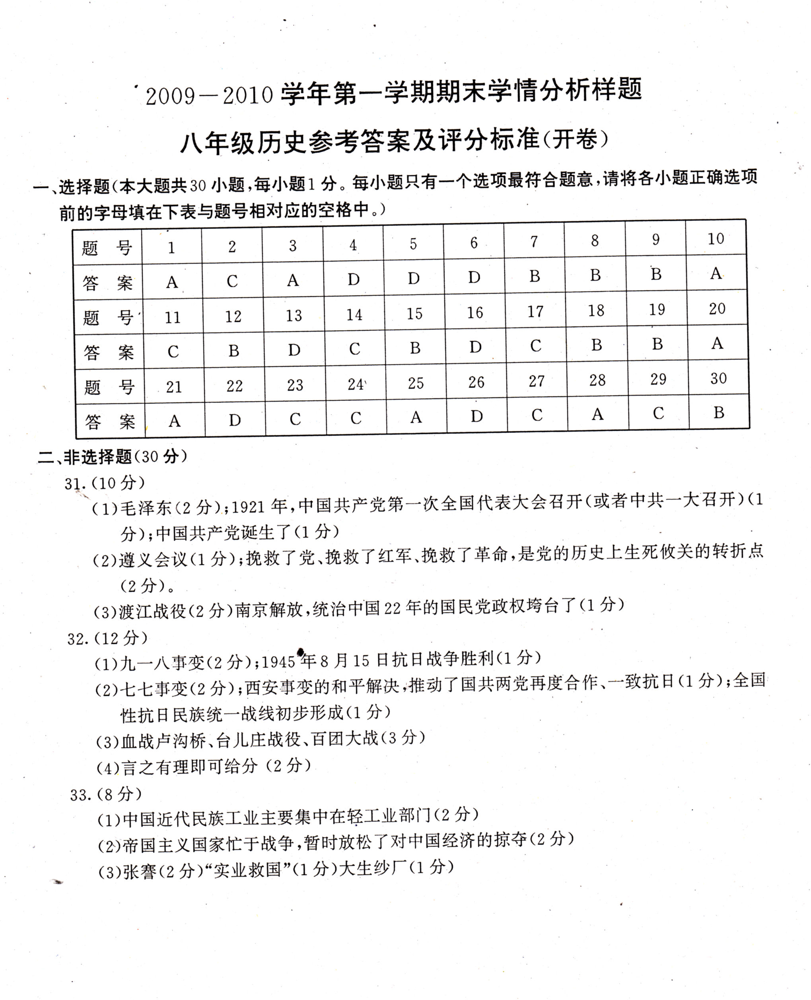 2009－2010 学年第一学期期末学情分析样题
八年级历史参考答案及评分标准(开卷)
一、选择题(本大题共30 小题,每小题1 分。每小题只有一个选项最符合题意,请将各小题正确选项
前的字母填在下表与题号相对应的空格中。)
题 号 1 2 3 4 5 6 7 8 9 10
答 案 A C A D D D B B B A
题 号 11 12 13 14 15 16 17 18 19 20
答 案 C B D C B D C B B A
题 号 21 22 23 24 25 26 27 28 29 30
答 案 A D C C A D C A C B
二、非选择题(30 分)
31.(10 分)
(1)毛泽东(2 分);1921 年,中国共产党第一次全国代表大会召开(或者中共一大召开)(1
分);中国共产党诞生了(1 分)
(2)遵义会议(1 分);挽救了党、挽救了红军、挽救了革命,是党的历史上生死攸关的转折点
(2 分)。
(3)渡江战役(2 分)南京解放,统治中国 22 年的国民党政权垮台了(1 分)
32.(12 分)
(1)九一八事变(2 分);1945 年 8 月 15 日抗日战争胜利(1 分)
(2)七七事变(2 分);西安事变的和平解决,推动了国共两党再度合作、一致抗日(1 分);全国
性抗日民族统一战线初步形成(1 分)
(3)血战卢沟桥、台儿庄战役、百团大战(3 分)
(4)言之有理即可给分 (2 分)
33.(8 分)
(1)中国近代民族工业主要集中在轻工业部门(2 分)
(2)帝国主义国家忙于战争,暂时放松了对中国经济的掠夺(2 分)
(3)张謇(2 分)“实业救国”(1 分)大生纱厂(1 分)